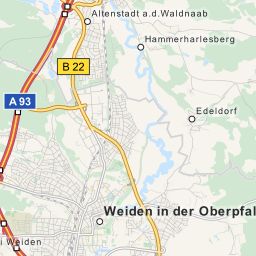 Altenstadt a.d.Waldnaab
Hammerharlesberg
B 22
A 93
Edeldorf
Weiden in der Oberpfal
i Weiden